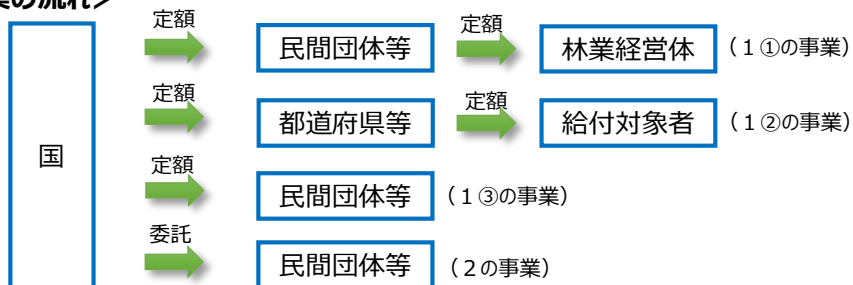 業の流れ>
定額 定額
国 民間団体等 林業経営体 (1①の事業)
定額 定額
都道府県等 給付対象者 (1②の事業)
定額
民間団体等 (1③の事業)
委託
民間団体等 (2の事業)